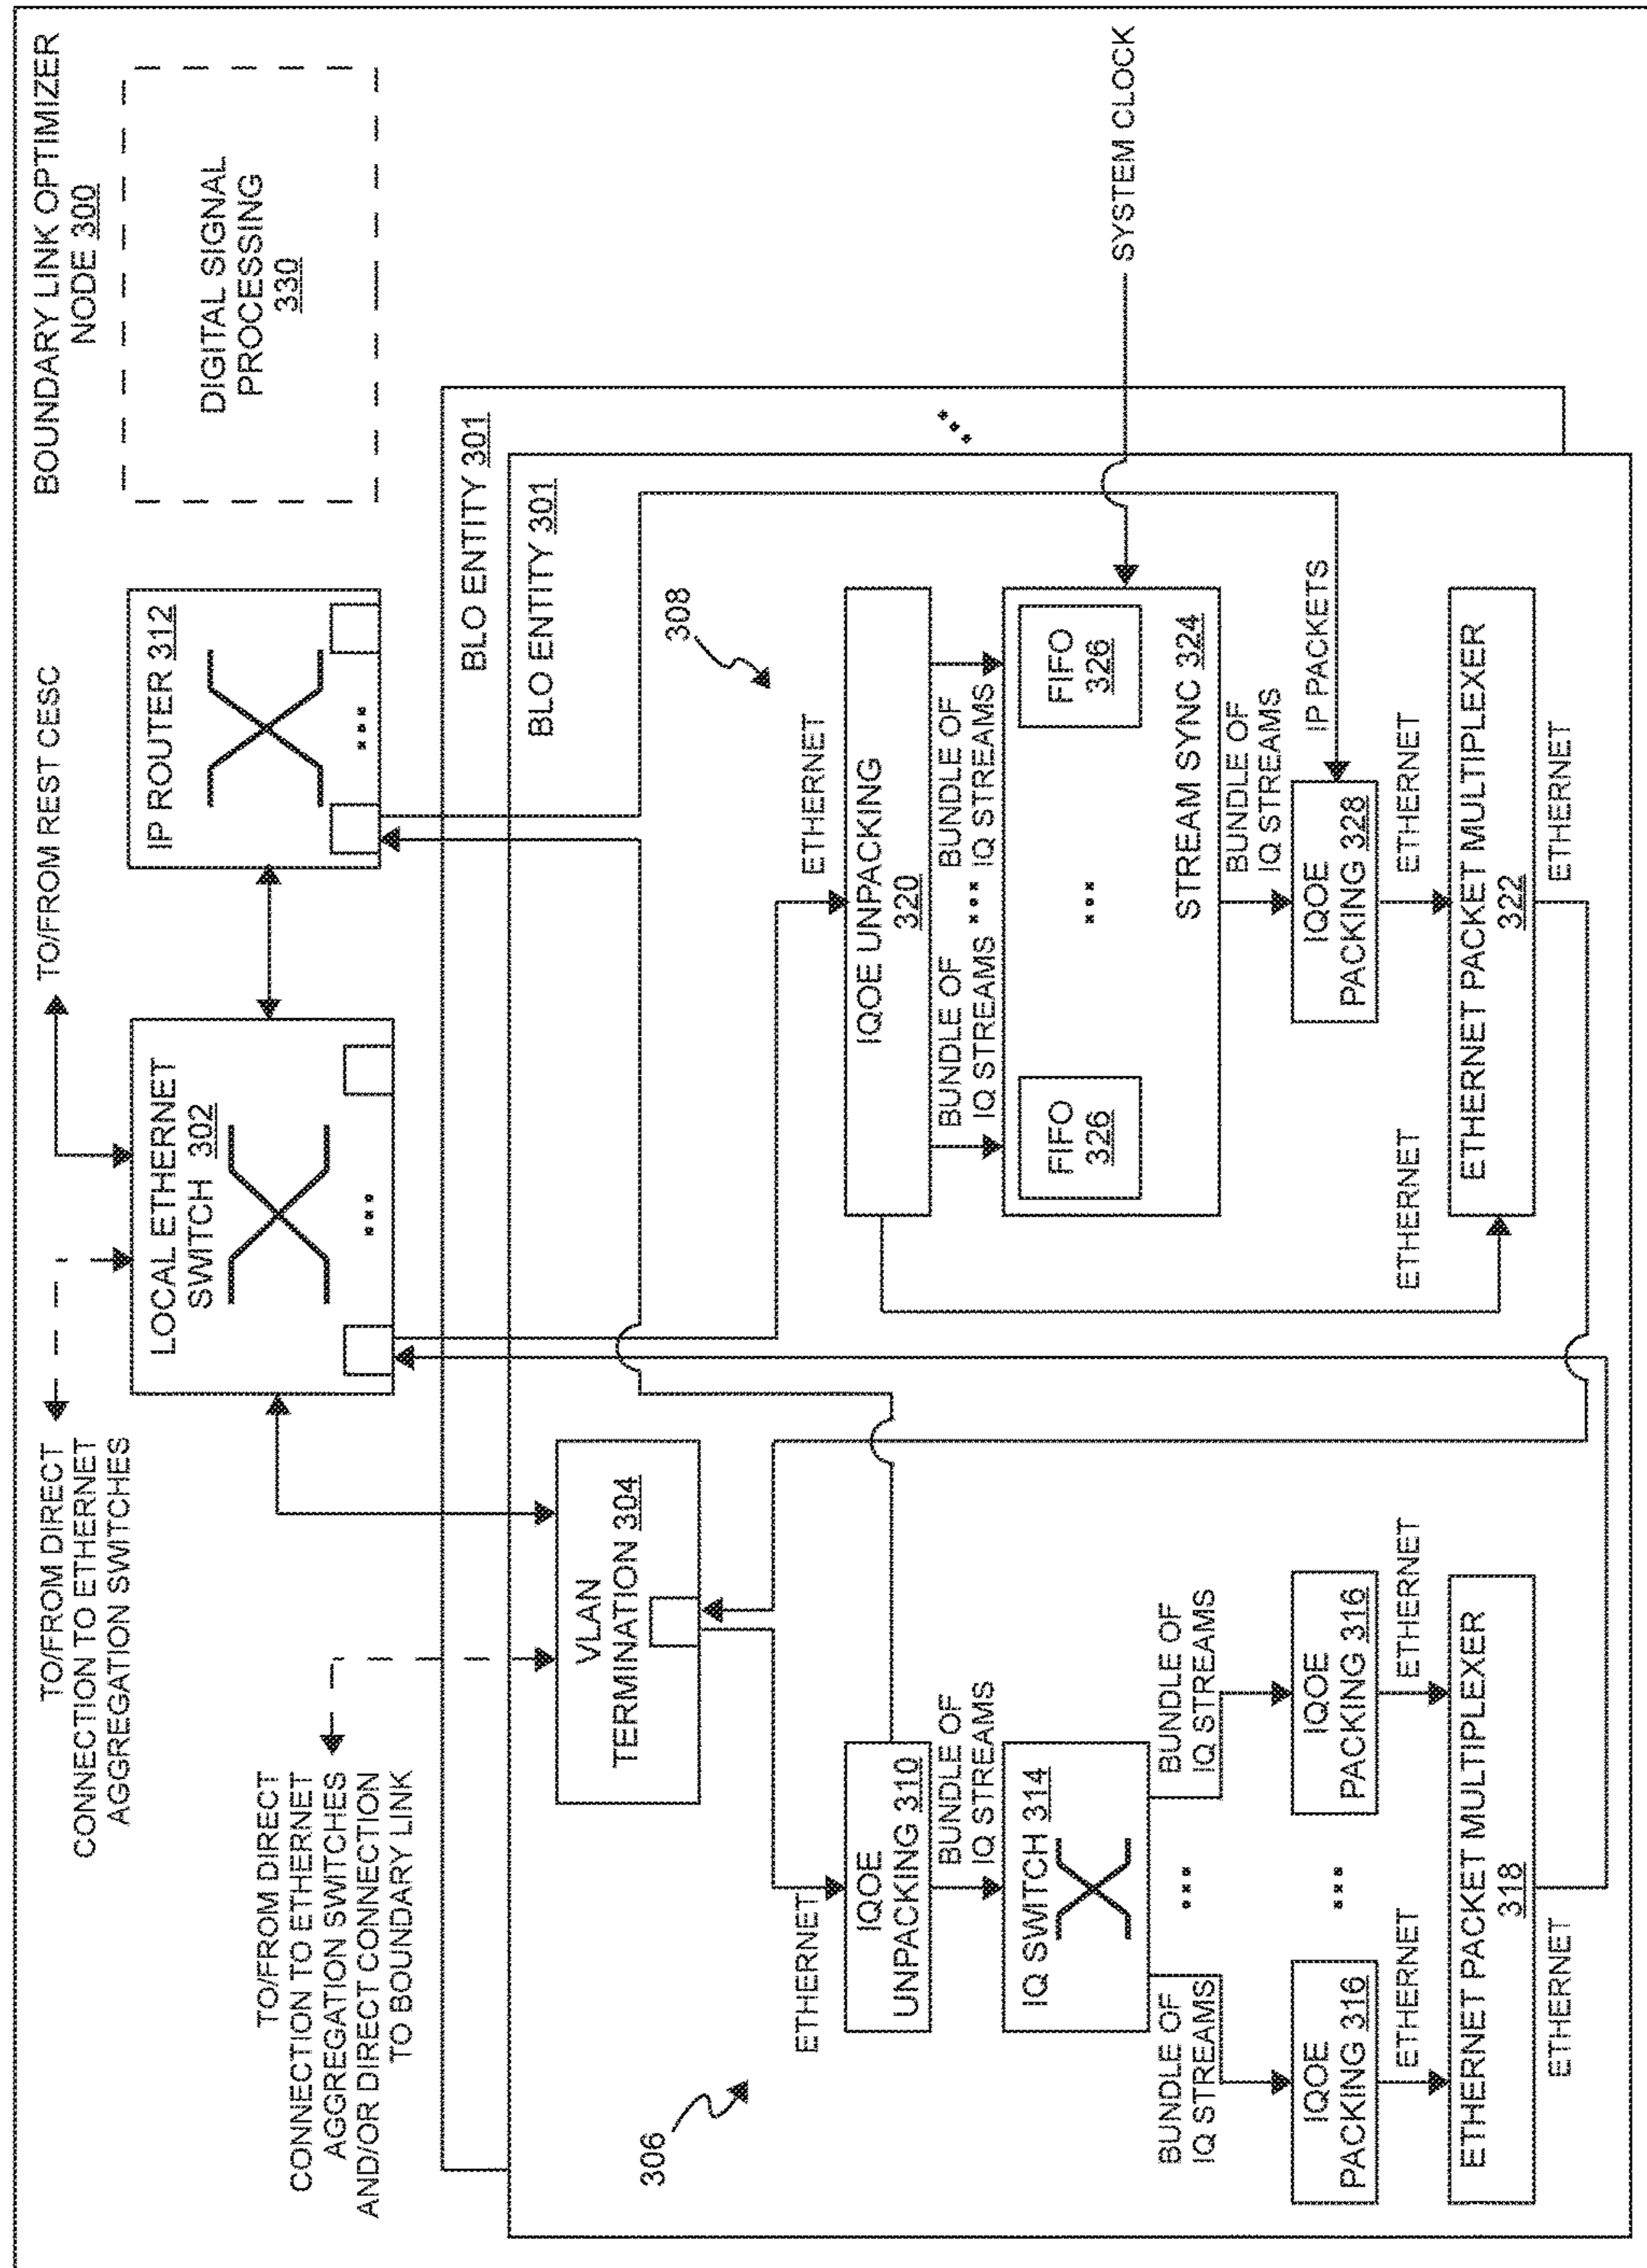 BOUNDARY LINK OPTIMIZER
NODE 300
DIGITAL SIGNAL
PROCESSING
330
TO/FROM REST CESC
TO/FROM DIRECT
CONNECTION TO ETHERNET
AGGREGATION SWITCHES
LOCAL ETHERNET
SWITCH 302
IP ROUTER 312
TO/FROM DIRECT
CONNECTION TO ETHERNET
AGGREGATION SWITCHES
AND/OR DIRECT CONNECTION
TO BOUNDARY LINK
BLO ENTITY 301
BLO ENTITY 301
VLAN
TERMINATION 304
306
ETHERNET
IQOE
UNPACKING 310
BUNDLE OF
IQ STREAMS
IQ SWITCH 314
BUNDLE OF
IQ STREAMS
BUNDLE OF
IQ STREAMS
IQOE
PACKING 316
IQOE
PACKING 316
ETHERNET
ETHERNET
ETHERNET PACKET MULTIPLEXER
318
ETHERNET
308
ETHERNET
IQOE UNPACKING
320
BUNDLE OF
IQ STREAMS
BUNDLE OF
IQ STREAMS
FIFO
326
FIFO
326
STREAM SYNC 324
SYSTEM CLOCK
BUNDLE OF
IQ STREAMS
IP PACKETS
IQOE
PACKING 328
ETHERNET
ETHERNET
ETHERNET PACKET MULTIPLEXER
322
ETHERNET